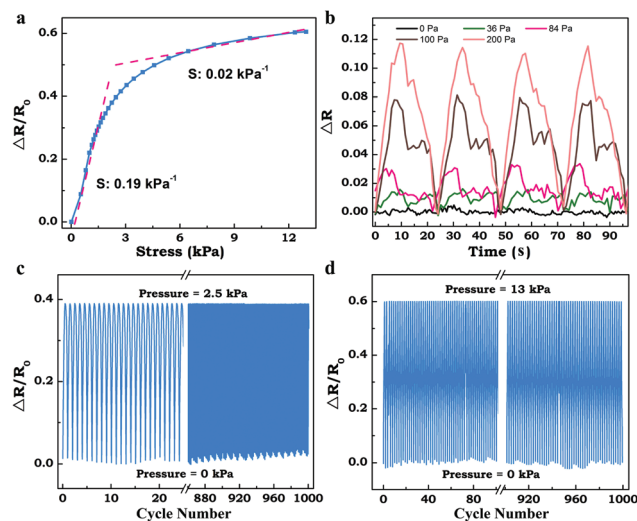 a
0.6
0.4
0.2
0.0
△R/R₀
S: 0.02 kPa⁻¹
S: 0.19 kPa⁻¹
0 3 6 9 12
Stress (kPa)
b
0 Pa 36 Pa 84 Pa
100 Pa 200 Pa
0.12
0.10
0.08
0.06
0.04
0.02
0.00
△R
0 10 20 30 40 50 60 70 80 90
Time (s)
c
Pressure = 2.5 kPa
0.4
0.2
0.0
△R/R₀
Pressure = 0 kPa
0 10 20 880 920 960 1000
Cycle Number
d
Pressure = 13 kPa
0.6
0.4
0.2
0.0
△R/R₀
Pressure = 0 kPa
0 40 80 920 960 1000
Cycle Number